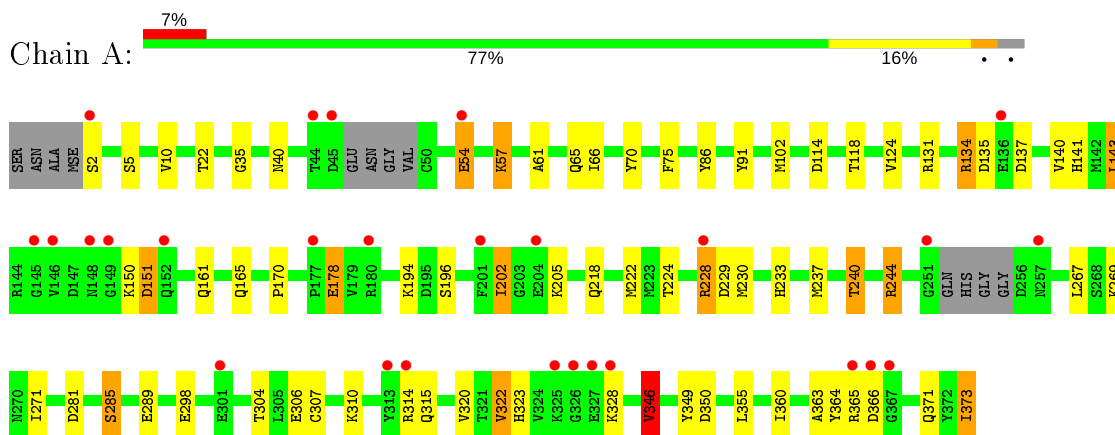 7%
Chain A:
77% 16% • •
SER ASN ALA MSE S2 S5 V10 T22 G35 N40 T44 D45 GLU ASN GLY VAL C50 E54 K57 A61 Q65 I66 Y70 F75 Y86 Y91 M102 D114 T118 V124 R131 R134 D135 E136 D137 V140 H141 M142 L143
R144 G145 V146 D147 N148 G149 K150 D151 Q152 Q161 Q165 P170 P177 E178 V179 R180 K194 D195 S196 F201 I202 G203 E204 K205 Q218 M222 M223 T224 R228 D229 M230 H233 M237 T240 R244 G251 GLN HIS GLY GLY D256 N257 L267 S268 K269
N270 I271 D281 S285 E289 E298 E301 T304 L305 E306 C307 K310 Y313 R314 Q315 V320 T321 V322 H323 V324 K325 G326 E327 K328 V346 Y349 D350 L355 I360 A363 Y364 R365 D366 G367 Q371 Y372 I373